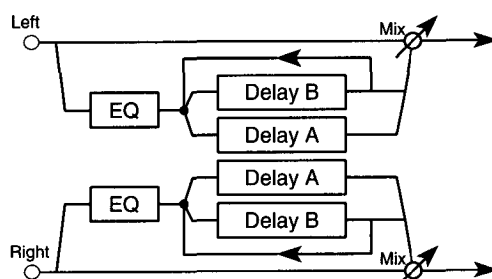 Left
Mix
Delay B
EQ
Delay A
Delay A
EQ
Delay B
Right
Mix